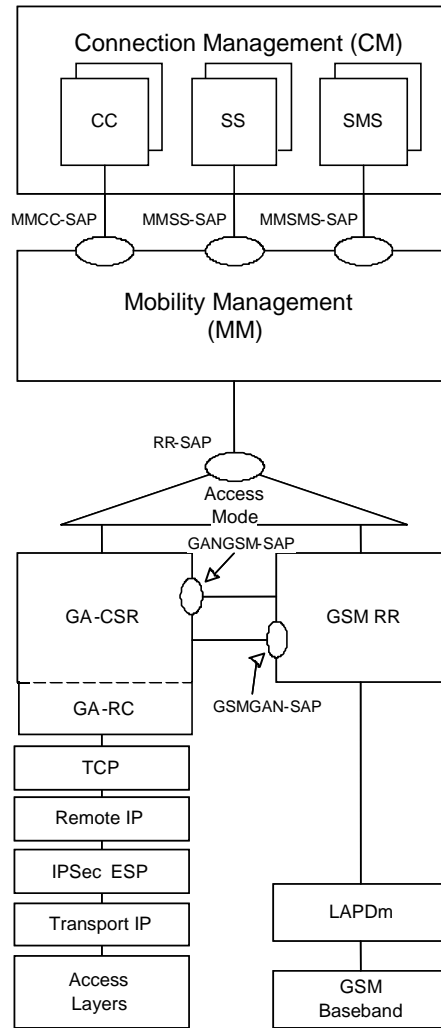 Connection Management (CM)
CC
SS
SMS
MMCC-SAP
MMSS-SAP
MMSMS-SAP
Mobility Management
(MM)
RR-SAP
Access
Mode
GANGSM-SAP
GA-CSR
GSM RR
GSMGAN-SAP
GA-RC
TCP
Remote IP
IPSec ESP
Transport IP
LAPDm
Access
Layers
GSM
Baseband